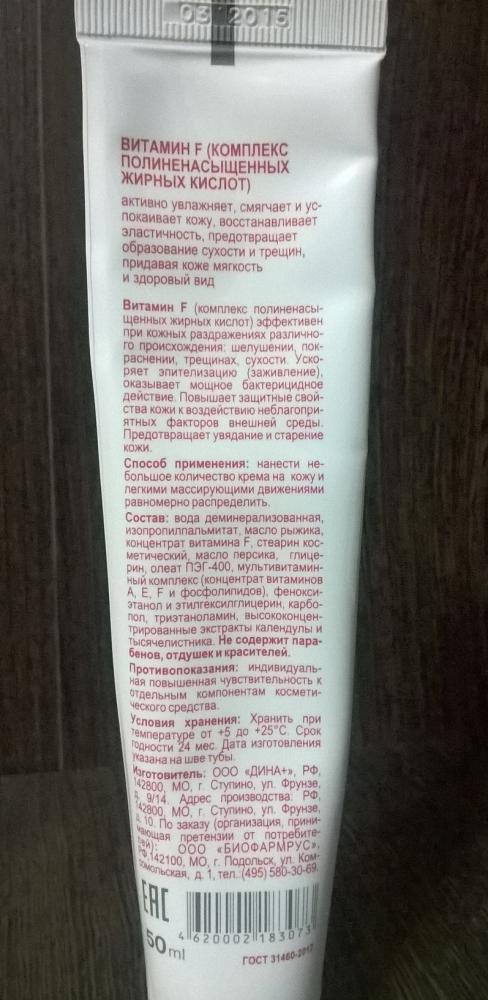 03 2015
ВИТАМИН F (КОМПЛЕКС
ПОЛИНЕНАСЫЩЕННЫХ
ЖИРНЫХ КИСЛОТ)
активно увлажняет, смягчает и ус-
покаивает кожу, восстанавливает
эластичность, предотвращает
образование сухости и трещин,
придавая коже мягкость
и здоровый вид
Витамин F (комплекс полиненасы-
щенных жирных кислот) эффективен
при кожных раздражениях различно-
го происхождения: шелушении, пок-
раснении, трещинах, сухости. Уско-
ряет эпителизацию (заживление),
оказывает мощное бактерицидное
действие. Повышает защитные свой-
ства кожи к воздействию неблагопри-
ятных факторов внешней среды.
Предотвращает увядание и старение
кожи.
Способ применения: нанести не-
большое количество крема на кожу и
легкими массирующими движениями
равномерно распределить.
Состав: вода деминерализованная,
изопропилпальмитат, масло рыжика,
концентрат витамина F, стеарин кос-
метический, масло персика, глице-
рин, олеат ПЭГ-400, мультивитамин-
ный комплекс (концентрат витаминов
А, Е, F и фосфолипидов), фенокси-
этанол и этилгексилглицерин, карбо-
пол, триэтаноламин, высококонцен-
трированные экстракты календулы и
тысячелистника. Не содержит пара-
бенов, отдушек и красителей.
Противопоказания: индивидуаль-
ная повышенная чувствительность к
отдельным компонентам космети-
ческого средства.
Условия хранения: Хранить при
температуре от +5 до +25°С. Срок
годности 24 мес. Дата изготовления
указана на шве тубы.
Изготовитель: ООО «ДИНА+», РФ,
142800, МО, г. Ступино, ул. Фрунзе,
д. 9/14. Адрес производства: РФ,
142800, МО, г. Ступино, ул. Фрунзе,
д. 10. По заказу (организация, прини-
мающая претензии от потребите-
лей): ООО «БИОФАРМРУС»,
РФ,142100, МО, г. Подольск, ул. Ком-
сомольская, д. 1, тел.:(495) 580-30-69.
ЕАС
50 ml
4 620002 183073
ГОСТ 31460-2012